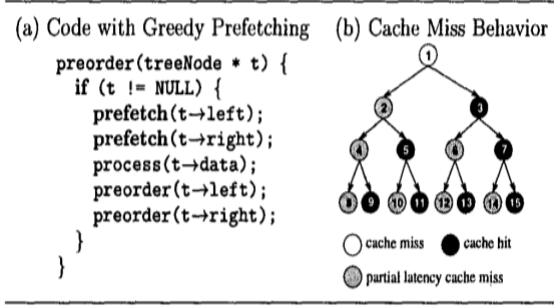 (a) Code with Greedy Prefetching
preorder(treeNode * t) {
if (t != NULL) {
prefetch(t→left);
prefetch(t→right);
process(t→data);
preorder(t→left);
preorder(t→right);
}
}
(b) Cache Miss Behavior
1
2 3
4 5 6 7
8 9 10 11 12 13 14 15
cache miss cache hit
partial latency cache miss